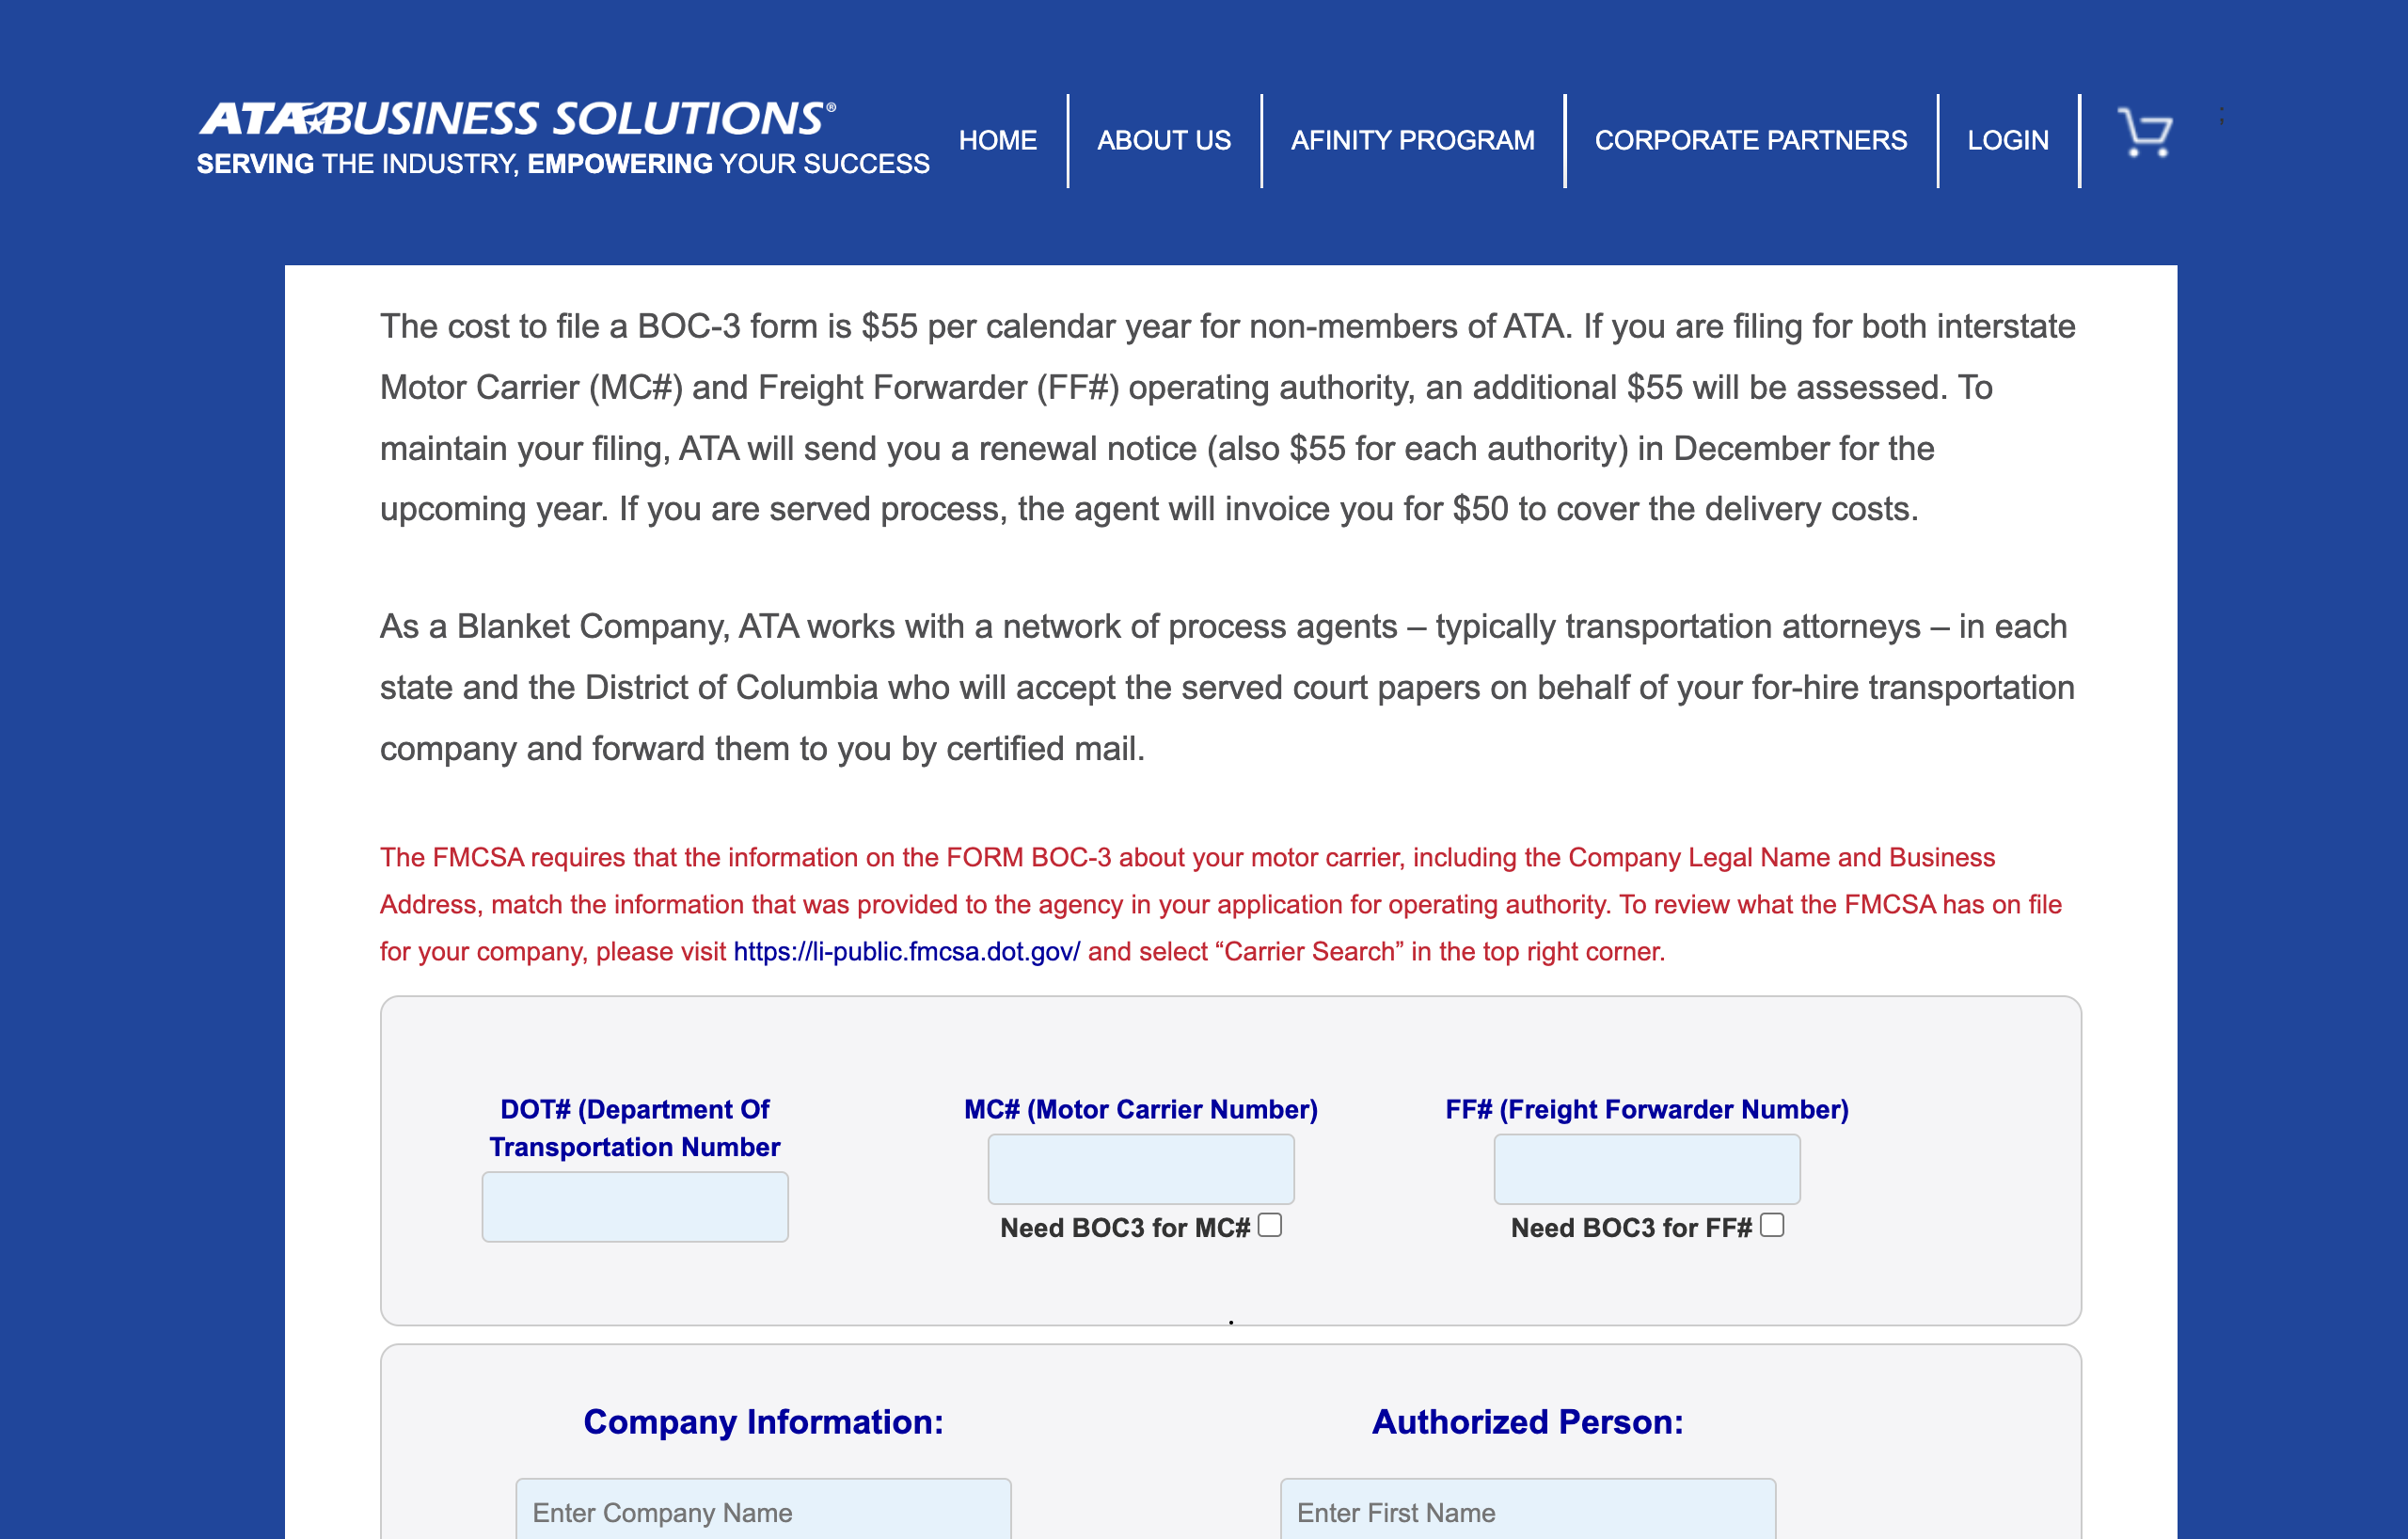 ATA BUSINESS SOLUTIONS®
SERVING THE INDUSTRY, EMPOWERING YOUR SUCCESS
HOME
ABOUT US
AFINITY PROGRAM
CORPORATE PARTNERS
LOGIN
;
The cost to file a BOC-3 form is $55 per calendar year for non-members of ATA. If you are filing for both interstate
Motor Carrier (MC#) and Freight Forwarder (FF#) operating authority, an additional $55 will be assessed. To
maintain your filing, ATA will send you a renewal notice (also $55 for each authority) in December for the
upcoming year. If you are served process, the agent will invoice you for $50 to cover the delivery costs.
As a Blanket Company, ATA works with a network of process agents – typically transportation attorneys – in each
state and the District of Columbia who will accept the served court papers on behalf of your for-hire transportation
company and forward them to you by certified mail.
The FMCSA requires that the information on the FORM BOC-3 about your motor carrier, including the Company Legal Name and Business
Address, match the information that was provided to the agency in your application for operating authority. To review what the FMCSA has on file
for your company, please visit https://li-public.fmcsa.dot.gov/ and select “Carrier Search” in the top right corner.
DOT# (Department Of
Transportation Number
MC# (Motor Carrier Number)
Need BOC3 for MC#
FF# (Freight Forwarder Number)
Need BOC3 for FF#
.
Company Information:
Authorized Person:
Enter Company Name
Enter First Name